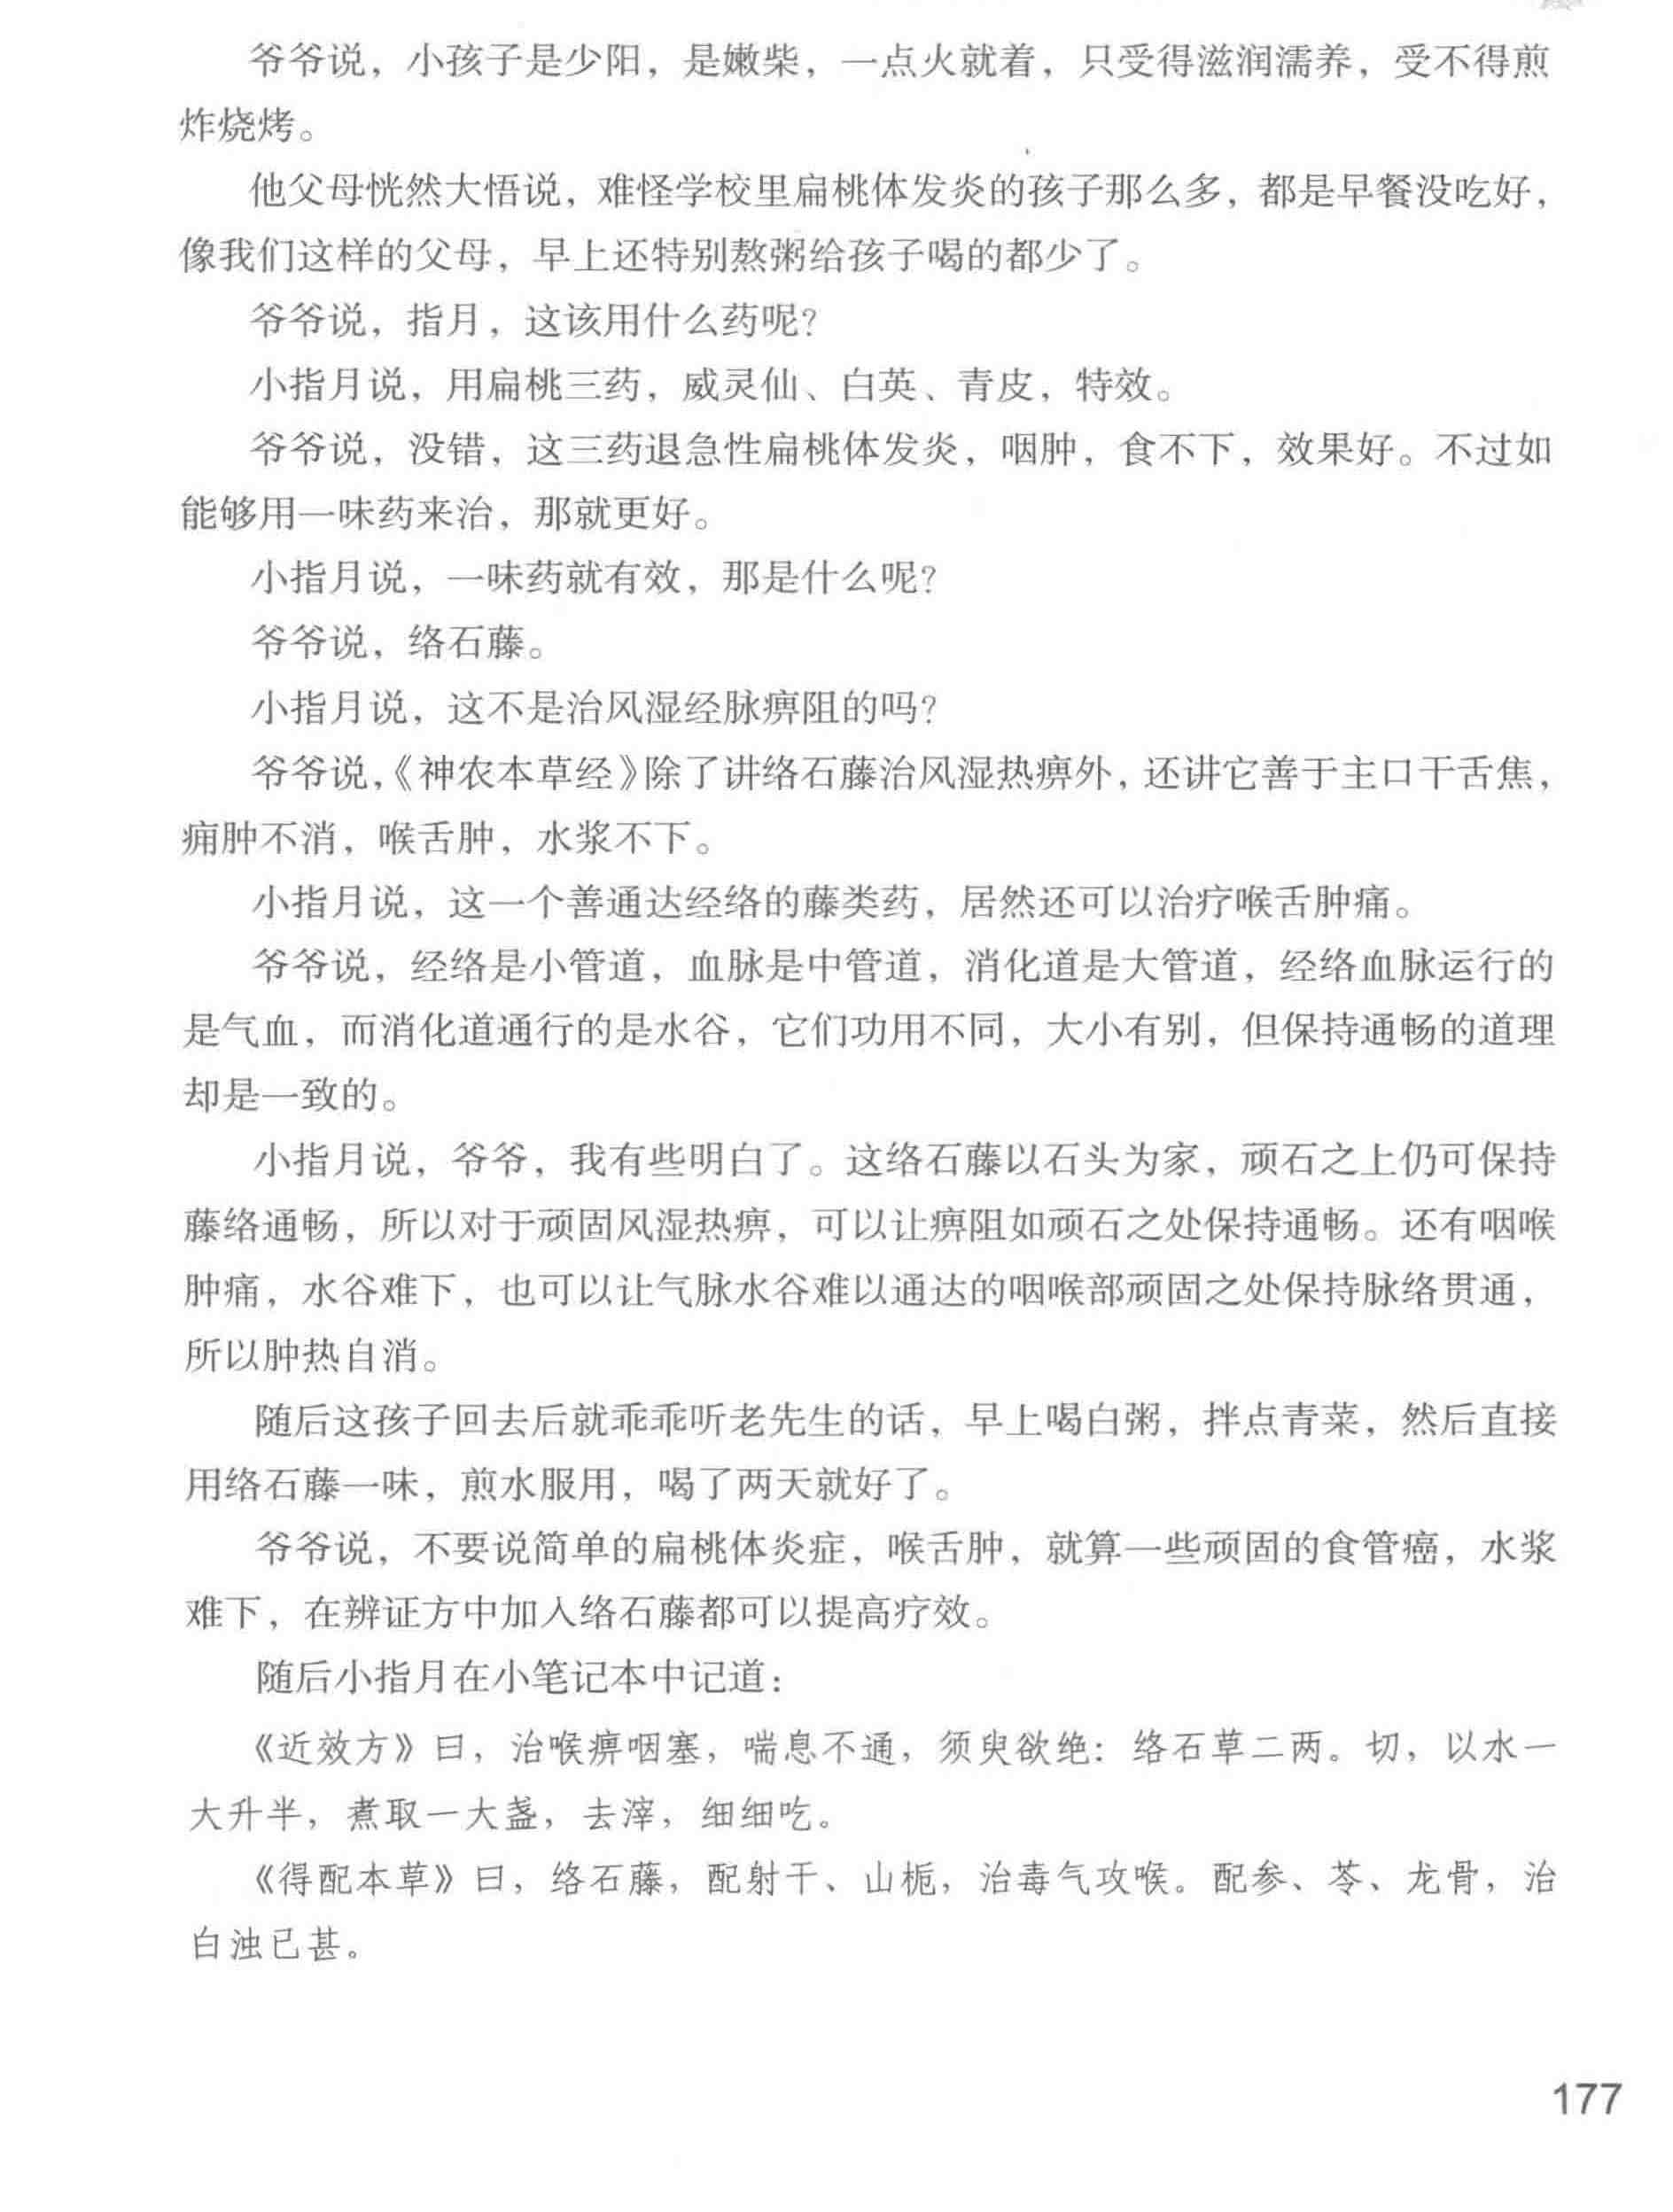 爷爷说，小孩子是少阳，是嫩柴，一点火就着，只受得滋润濡养，受不得煎
炸烧烤。
他父母恍然大悟说，难怪学校里扁桃体发炎的孩子那么多，都是早餐没吃好，
像我们这样的父母，早上还特别熬粥给孩子喝的都少了。
爷爷说，指月，这该用什么药呢？
小指月说，用扁桃三药，威灵仙、白英、青皮，特效。
爷爷说，没错，这三药退急性扁桃体发炎，咽肿，食不下，效果好。不过如
能够用一味药来治，那就更好。
小指月说，一味药就有效，那是什么呢？
爷爷说，络石藤。
小指月说，这不是治风湿经脉痹阻的吗？
爷爷说，《神农本草经》除了讲络石藤治风湿热痹外，还讲它善于主口干舌焦，
痈肿不消，喉舌肿，水浆不下。
小指月说，这一个善通达经络的藤类药，居然还可以治疗喉舌肿痛。
爷爷说，经络是小管道，血脉是中管道，消化道是大管道，经络血脉运行的
是气血，而消化道通行的是水谷，它们功用不同，大小有别，但保持通畅的道理
却是一致的。
小指月说，爷爷，我有些明白了。这络石藤以石头为家，顽石之上仍可保持
藤络通畅，所以对于顽固风湿热痹，可以让痹阻如顽石之处保持通畅。还有咽喉
肿痛，水谷难下，也可以让气脉水谷难以通达的咽喉部顽固之处保持脉络贯通，
所以肿热自消。
随后这孩子回去后就乖乖听老先生的话，早上喝白粥，拌点青菜，然后直接
用络石藤一味，煎水服用，喝了两天就好了。
爷爷说，不要说简单的扁桃体炎症，喉舌肿，就算一些顽固的食管癌，水浆
难下，在辨证方中加入络石藤都可以提高疗效。
随后小指月在小笔记本中记道：
《近效方》曰，治喉痹咽塞，喘息不通，须臾欲绝：络石草二两。切，以水一
大升半，煮取一大盏，去滓，细细吃。
《得配本草》曰，络石藤，配射干、山栀，治毒气攻喉。配参、苓、龙骨，治
白浊已甚。
177